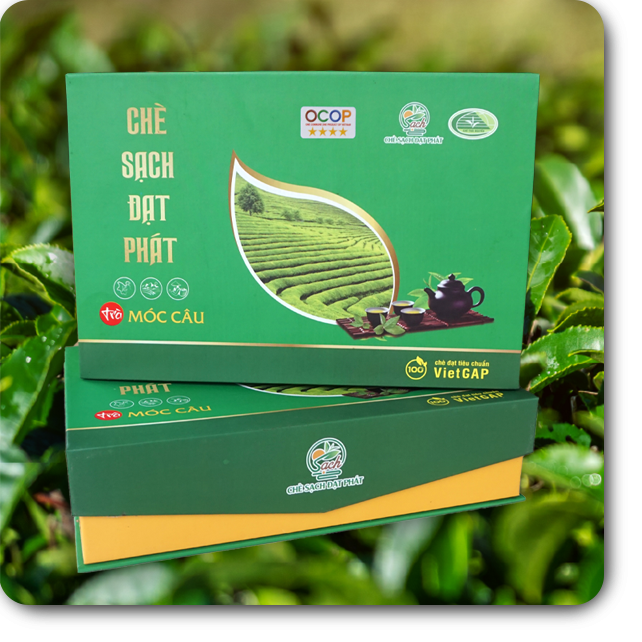 CHÈ
SẠCH
ĐẠT
PHÁT
Trà MÓC CÂU
OCOP
Sạch
CHÈ SẠCH ĐẠT PHÁT
100
chè đạt tiêu chuẩn
VietGAP
PHÁT
Trà MÓC CÂU
VietGAP
Sạch
CHÈ SẠCH ĐẠT PHÁT